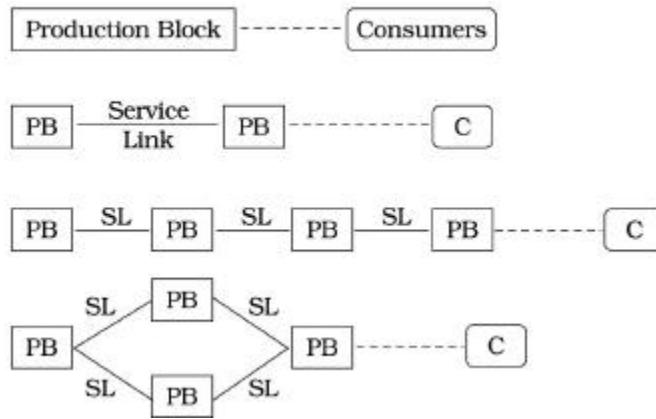 Production Block Consumers
PB Service Link PB C
PB SL PB SL PB SL PB C
SL PB SL
PB PB C
SL PB SL